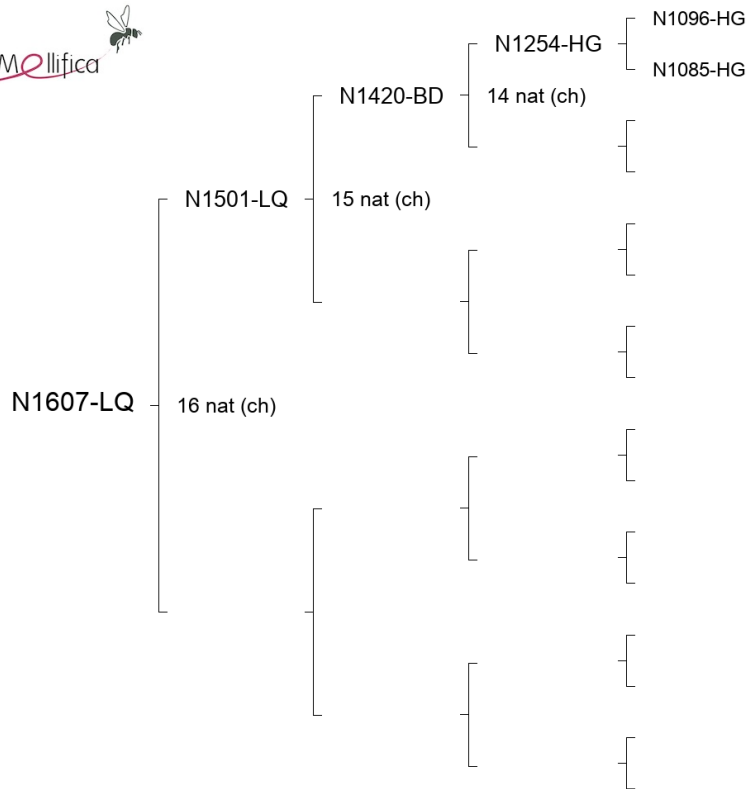 Mellifica
N1096-HG
N1254-HG
N1085-HG
N1420-BD
14 nat (ch)
N1501-LQ
15 nat (ch)
N1607-LQ
16 nat (ch)